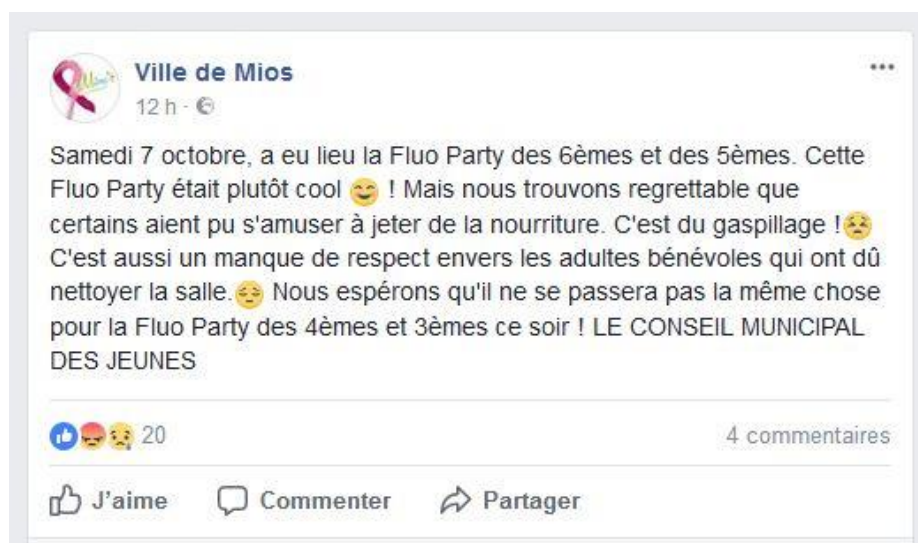 Ville de Mios
12 h ·
Samedi 7 octobre, a eu lieu la Fluo Party des 6èmes et des 5èmes. Cette
Fluo Party était plutôt cool 😊 ! Mais nous trouvons regrettable que
certains aient pu s'amuser à jeter de la nourriture. C'est du gaspillage !😣
C'est aussi un manque de respect envers les adultes bénévoles qui ont dû
nettoyer la salle.😔 Nous espérons qu'il ne se passera pas la même chose
pour la Fluo Party des 4èmes et 3èmes ce soir ! LE CONSEIL MUNICIPAL
DES JEUNES
20
4 commentaires
J'aime Commenter Partager